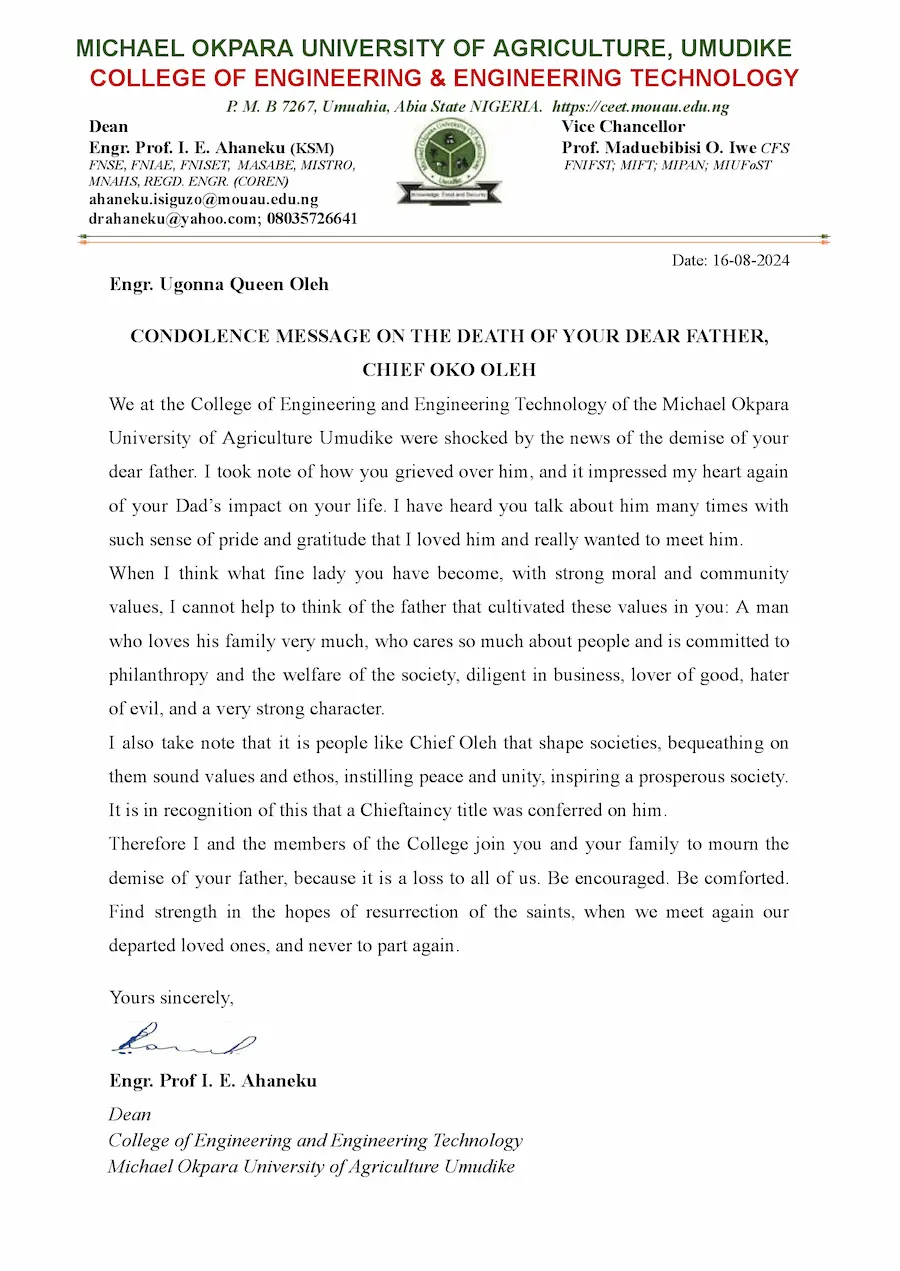 MICHAEL OKPARA UNIVERSITY OF AGRICULTURE, UMUDIKE
COLLEGE OF ENGINEERING & ENGINEERING TECHNOLOGY
P. M. B 7267, Umuahia, Abia State NIGERIA. https://ceet.mouau.edu.ng
Dean
Engr. Prof. I. E. Ahaneku (KSM)
FNSE, FNIAE, FNISET, MASABE, MISTRO,
MNAHS, REGD. ENGR. (COREN)
ahaneku.isiguzo@mouau.edu.ng
drahaneku@yahoo.com; 08035726641
Michael Okpara University Of Agriculture
Umudike
Knowledge, Food and Security
Vice Chancellor
Prof. Maduebibisi O. Iwe CFS
FNIFST; MIFT; MIPAN; MIUFoST
Date: 16-08-2024
Engr. Ugonna Queen Oleh
CONDOLENCE MESSAGE ON THE DEATH OF YOUR DEAR FATHER,
CHIEF OKO OLEH
We at the College of Engineering and Engineering Technology of the Michael Okpara
University of Agriculture Umudike were shocked by the news of the demise of your
dear father. I took note of how you grieved over him, and it impressed my heart again
of your Dad’s impact on your life. I have heard you talk about him many times with
such sense of pride and gratitude that I loved him and really wanted to meet him.
When I think what fine lady you have become, with strong moral and community
values, I cannot help to think of the father that cultivated these values in you: A man
who loves his family very much, who cares so much about people and is committed to
philanthropy and the welfare of the society, diligent in business, lover of good, hater
of evil, and a very strong character.
I also take note that it is people like Chief Oleh that shape societies, bequeathing on
them sound values and ethos, instilling peace and unity, inspiring a prosperous society.
It is in recognition of this that a Chieftaincy title was conferred on him.
Therefore I and the members of the College join you and your family to mourn the
demise of your father, because it is a loss to all of us. Be encouraged. Be comforted.
Find strength in the hopes of resurrection of the saints, when we meet again our
departed loved ones, and never to part again.
Yours sincerely,
Engr. Prof I. E. Ahaneku
Dean
College of Engineering and Engineering Technology
Michael Okpara University of Agriculture Umudike